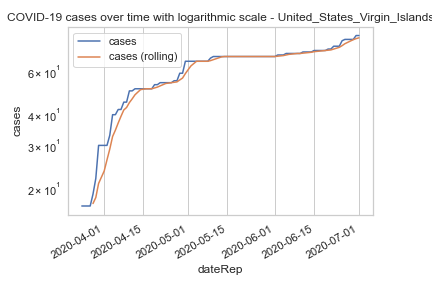 COVID-19 cases over time with logarithmic scale - United_States_Virgin_Islands
cases
cases (rolling)
6 × 10¹
4 × 10¹
3 × 10¹
2 × 10¹
cases
2020-04-01
2020-04-15
2020-05-01
2020-05-15
2020-06-01
2020-06-15
2020-07-01
dateRep